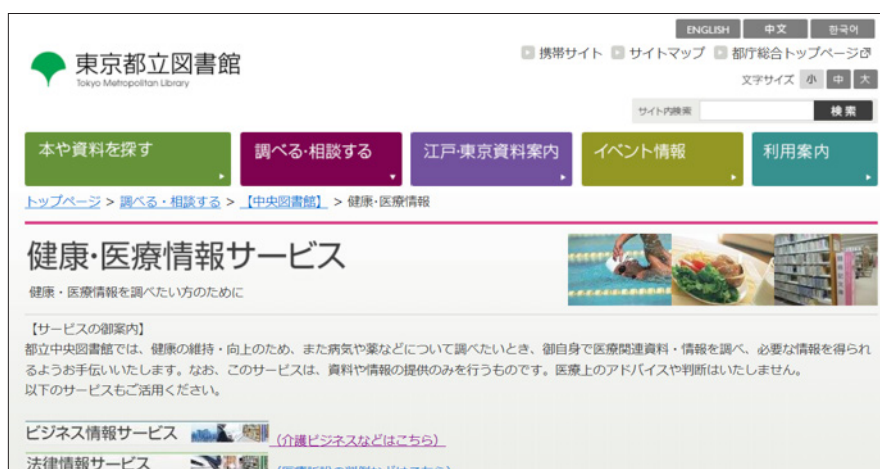 ENGLISH 中文 한국어
携帯サイト サイトマップ 都庁総合トップページ
東京都立図書館
Tokyo Metropolitan Library
文字サイズ 小 中 大
サイト内検索 検索
本や資料を探す 調べる·相談する 江戸·東京資料案内 イベント情報 利用案内
トップページ > 調べる・相談する > 【中央図書館】 > 健康·医療情報
健康·医療情報サービス
健康・医療情報を調べたい方のために
【サービスの御案内】
都立中央図書館では、健康の維持・向上のため、また病気や薬などについて調べたいとき、御自身で医療関連資料・情報を調べ、必要な情報を得られ
るようお手伝いいたします。なお、このサービスは、資料や情報の提供のみを行うものです。医療上のアドバイスや判断はいたしません。
以下のサービスもご活用ください。
ビジネス情報サービス (介護ビジネスなどはこちら)
法律情報サービス